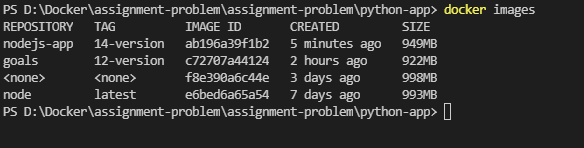 PS D:\Docker\assignment-problem\assignment-problem\python-app> docker images
REPOSITORY   TAG          IMAGE ID       CREATED         SIZE
nodejs-app   14-version   ab196a39f1b2   5 minutes ago   949MB
goals        12-version   c72707a44124   2 hours ago     922MB
<none>       <none>       f8e390a6c44e   3 days ago      998MB
node         latest       e6bed6a65a54   7 days ago      993MB
PS D:\Docker\assignment-problem\assignment-problem\python-app>